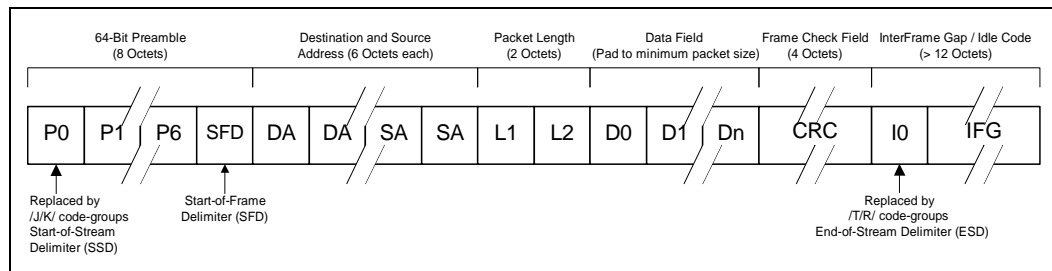 64-Bit Preamble
(8 Octets)
Destination and Source
Address (6 Octets each)
Packet Length
(2 Octets)
Data Field
(Pad to minimum packet size)
Frame Check Field
(4 Octets)
InterFrame Gap / Idle Code
(> 12 Octets)
P0 P1 P6 SFD DA DA SA SA L1 L2 D0 D1 Dn CRC I0 IFG
Replaced by
/J/K/ code-groups
Start-of-Stream
Delimiter (SSD)
Start-of-Frame
Delimiter (SFD)
Replaced by
/T/R/ code-groups
End-of-Stream Delimiter (ESD)